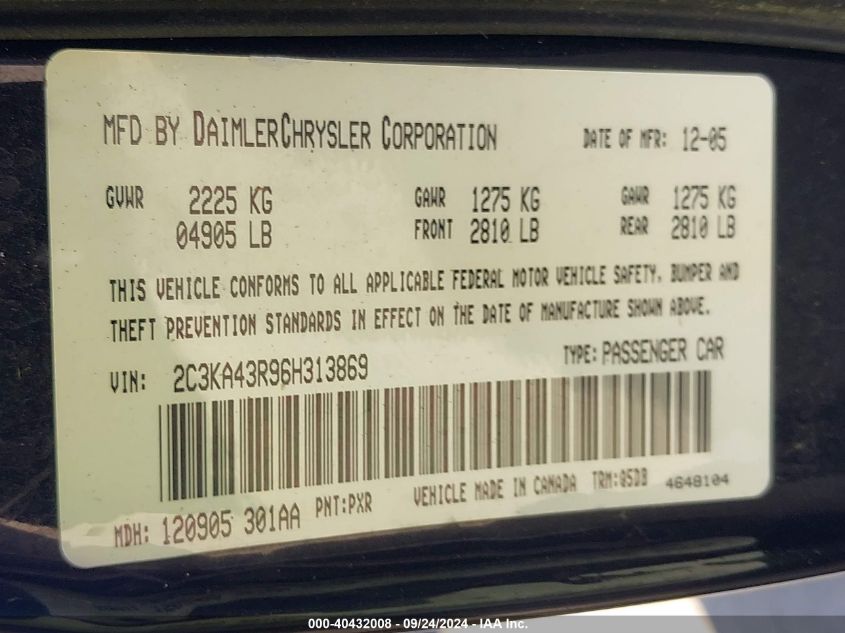 MFD BY DAIMLERCHRYSLER CORPORATION DATE OF MFR: 12-05
GVWR 2225 KG GAWR 1275 KG GAWR 1275 KG
04905 LB FRONT 2810 LB REAR 2810 LB
THIS VEHICLE CONFORMS TO ALL APPLICABLE FEDERAL MOTOR VEHICLE SAFETY, BUMPER AND
THEFT PREVENTION STANDARDS IN EFFECT ON THE DATE OF MANUFACTURE SHOWN ABOVE.
VIN: 2C3KA43R96H313869 TYPE: PASSENGER CAR
MDH: 120905 301AA PNT:PXR VEHICLE MADE IN CANADA TRM:05DB 4648104
000-40432008 - 09/24/2024 - IAA Inc.